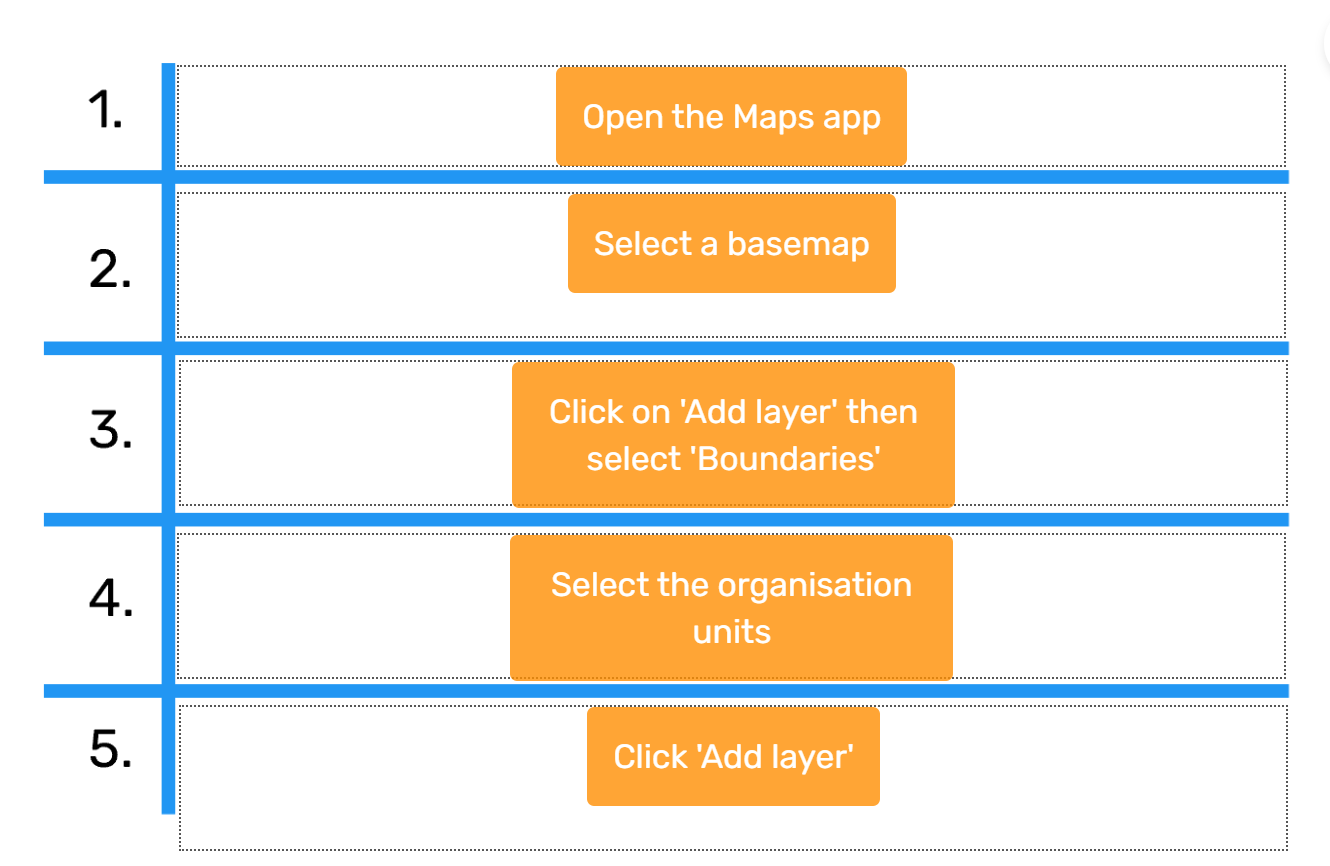 1.
Open the Maps app
2.
Select a basemap
3.
Click on 'Add layer' then
select 'Boundaries'
4.
Select the organisation
units
5.
Click 'Add layer'